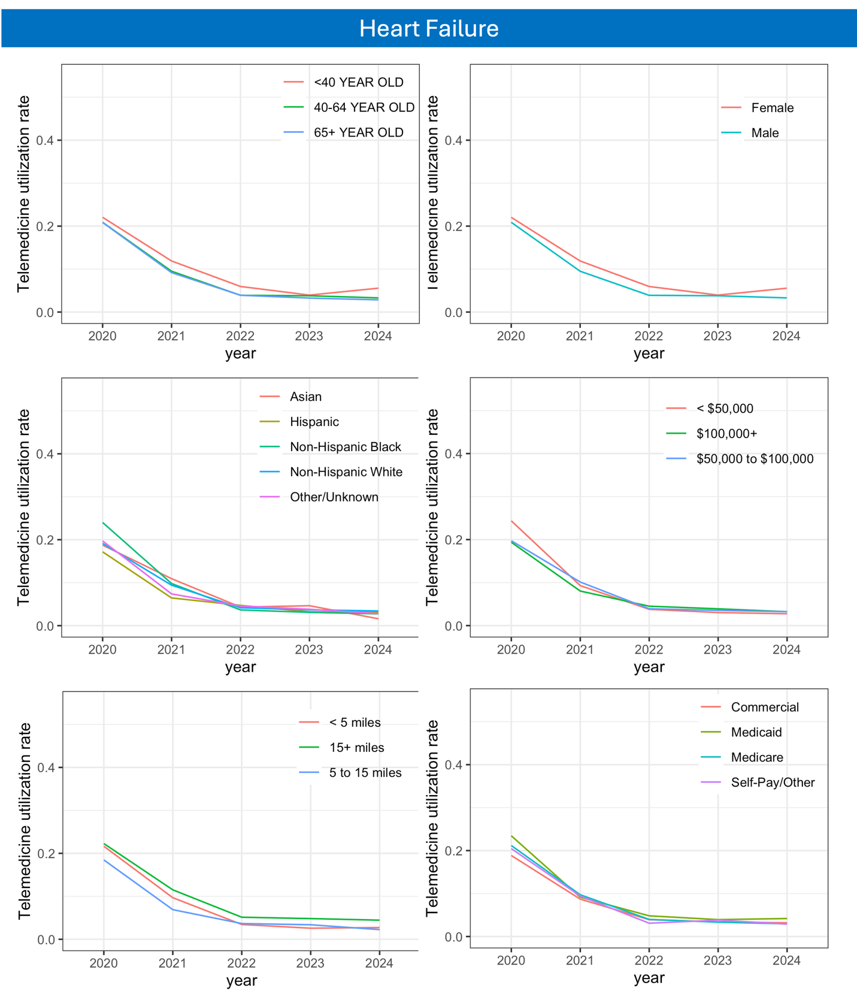 Heart Failure
Telemedicine utilization rate
0.4
0.2
0.0
<40 YEAR OLD
40-64 YEAR OLD
65+ YEAR OLD
2020 2021 2022 2023 2024
year
Telemedicine utilization rate
0.4
0.2
0.0
Female
Male
2020 2021 2022 2023 2024
year
Telemedicine utilization rate
0.4
0.2
0.0
Asian
Hispanic
Non-Hispanic Black
Non-Hispanic White
Other/Unknown
2020 2021 2022 2023 2024
year
Telemedicine utilization rate
0.4
0.2
0.0
< $50,000
$100,000+
$50,000 to $100,000
2020 2021 2022 2023 2024
year
Telemedicine utilization rate
0.4
0.2
0.0
< 5 miles
15+ miles
5 to 15 miles
2020 2021 2022 2023 2024
year
Telemedicine utilization rate
0.4
0.2
0.0
Commercial
Medicaid
Medicare
Self-Pay/Other
2020 2021 2022 2023 2024
year